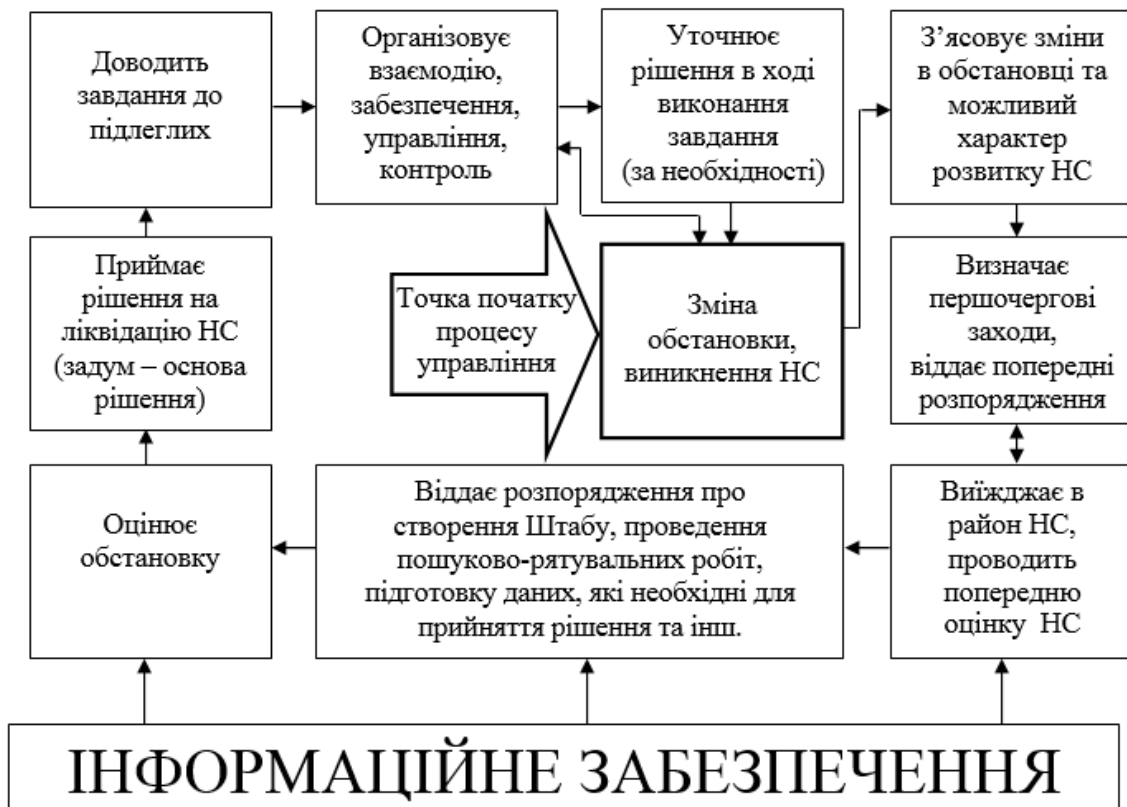 Доводить
завдання до
підлеглих
Організовує
взаємодію,
забезпечення,
управління,
контроль
Уточнює
рішення в ході
виконання
завдання
(за необхідності)
З’ясовує зміни
в обстановці та
можливий
характер
розвитку НС
Приймає
рішення на
ліквідацію НС
(задум – основа
рішення)
Точка початку
процесу
управління
Зміна
обстановки,
виникнення НС
Визначає
першочергові
заходи,
віддає попередні
розпорядження
Оцінює
обстановку
Віддає розпорядження про
створення Штабу, проведення
пошуково-рятувальних робіт,
підготовку даних, які необхідні для
прийняття рішення та інш.
Виїжджає в
район НС,
проводить
попередню
оцінку НС
ІНФОРМАЦІЙНЕ ЗАБЕЗПЕЧЕННЯ